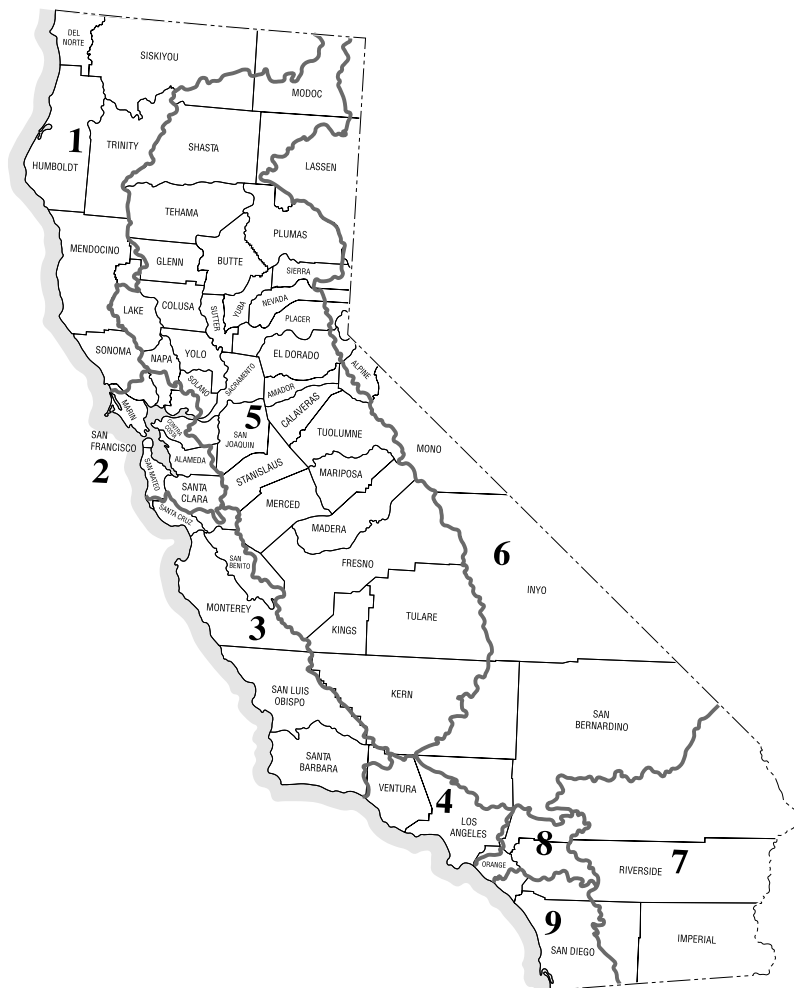 DEL
NORTE
SISKIYOU
MODOC
1
HUMBOLDT
TRINITY
SHASTA
LASSEN
TEHAMA
PLUMAS
MENDOCINO
GLENN
BUTTE
SIERRA
LAKE
COLUSA
SUTTER
YUBA
NEVADA
PLACER
SONOMA
NAPA
YOLO
EL DORADO
ALPINE
SOLANO
SACRAMENTO
AMADOR
MARIN
CONTRA
COSTA
5
SAN
JOAQUIN
CALAVERAS
TUOLUMNE
MONO
SAN
FRANCISCO
2
SAN MATEO
ALAMEDA
SANTA
CLARA
STANISLAUS
MARIPOSA
SANTA CRUZ
MERCED
MADERA
SAN
BENITO
FRESNO
6
INYO
MONTEREY
3
KINGS
TULARE
SAN LUIS
OBISPO
KERN
SAN
BERNARDINO
SANTA
BARBARA
VENTURA
4
LOS
ANGELES
ORANGE
8
RIVERSIDE
7
9
SAN DIEGO
IMPERIAL